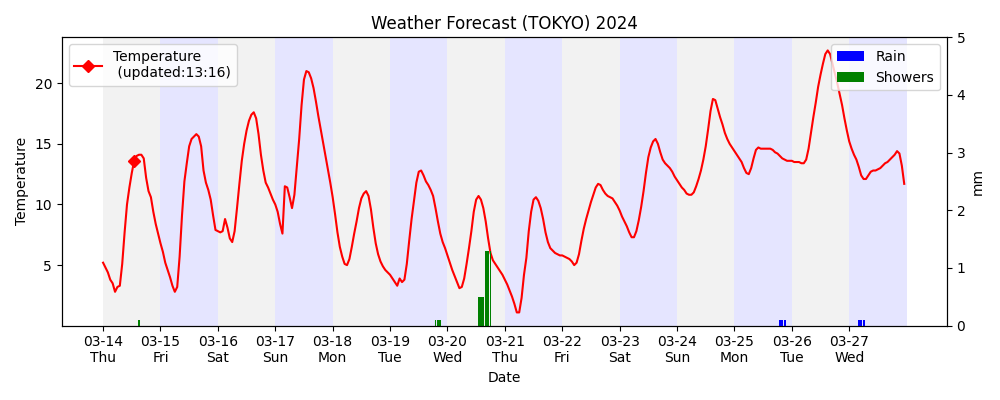 Weather Forecast (TOKYO) 2024
Temperature
(updated:13:16)
Rain
Showers
Temperature
20
15
10
5
5
4
3
2
1
0
mm
03-14 03-15 03-16 03-17 03-18 03-19 03-20 03-21 03-22 03-23 03-24 03-25 03-26 03-27
Thu Fri Sat Sun Mon Tue Wed Thu Fri Sat Sun Mon Tue Wed
Date